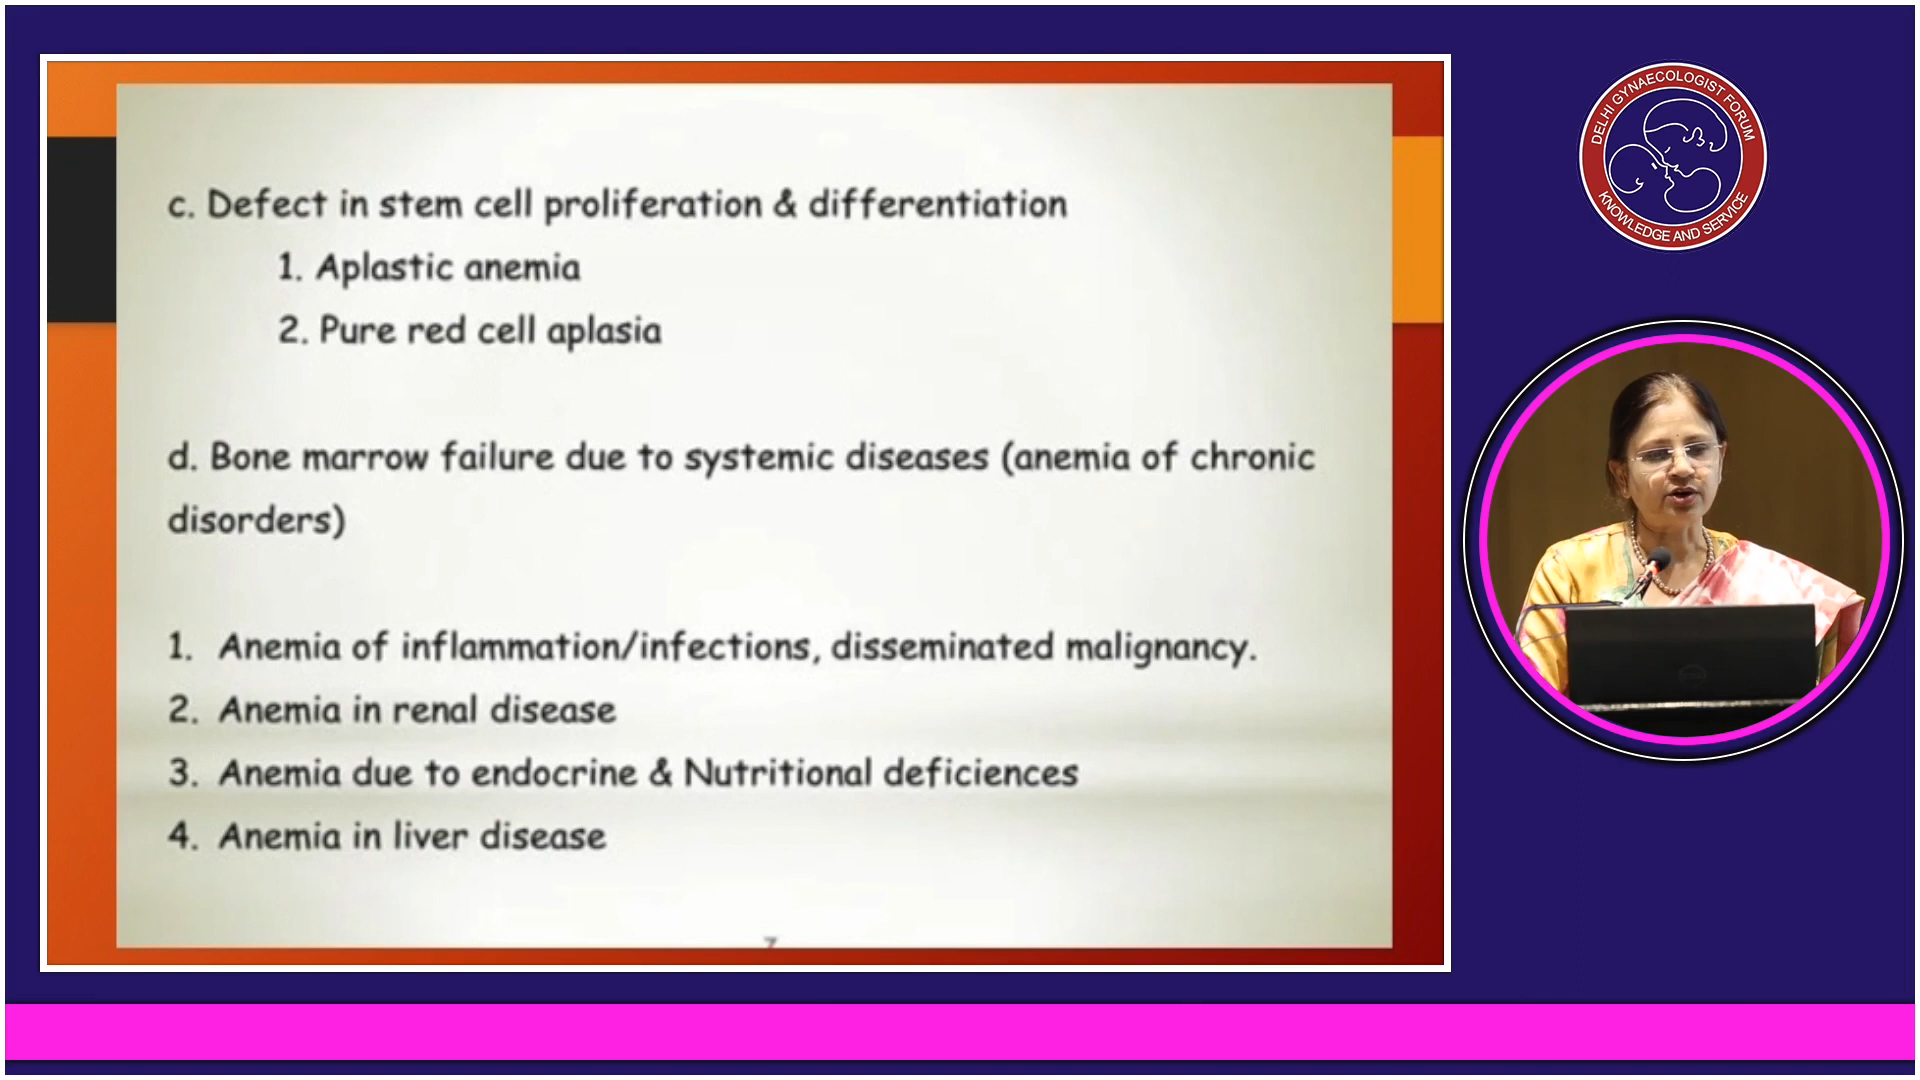 c. Defect in stem cell proliferation & differentiation
1. Aplastic anemia
2. Pure red cell aplasia
d. Bone marrow failure due to systemic diseases (anemia of chronic
disorders)
1. Anemia of inflammation/infections, disseminated malignancy.
2. Anemia in renal disease
3. Anemia due to endocrine & Nutritional deficiences
4. Anemia in liver disease
7
DELHI GYNAECOLOGIST FORUM
KNOWLEDGE AND SERVICE